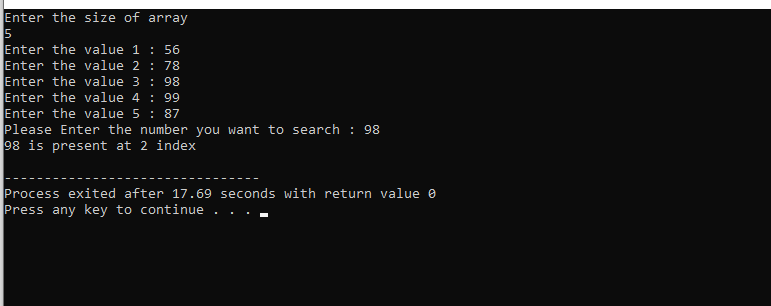 Enter the size of array
5
Enter the value 1 : 56
Enter the value 2 : 78
Enter the value 3 : 98
Enter the value 4 : 99
Enter the value 5 : 87
Please Enter the number you want to search : 98
98 is present at 2 index
--------------------------------
Process exited after 17.69 seconds with return value 0
Press any key to continue . . .